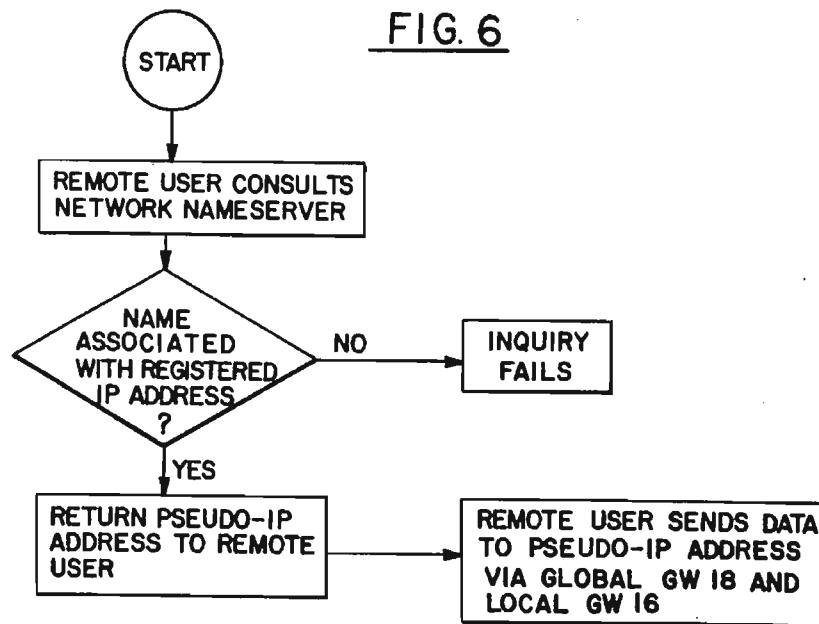 FIG. 6
START
REMOTE USER CONSULTS
NETWORK NAMESERVER
NAME
ASSOCIATED
WITH REGISTERED
IP ADDRESS
?
NO
INQUIRY
FAILS
YES
RETURN PSEUDO-IP
ADDRESS TO REMOTE
USER
REMOTE USER SENDS DATA
TO PSEUDO-IP ADDRESS
VIA GLOBAL GW 18 AND
LOCAL GW 16